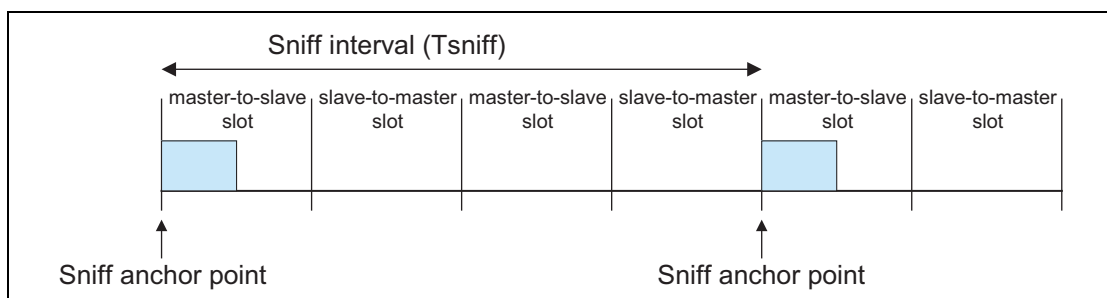 Sniff interval (Tsniff)
master-to-slave slot
slave-to-master slot
master-to-slave slot
slave-to-master slot
master-to-slave slot
slave-to-master slot
Sniff anchor point
Sniff anchor point